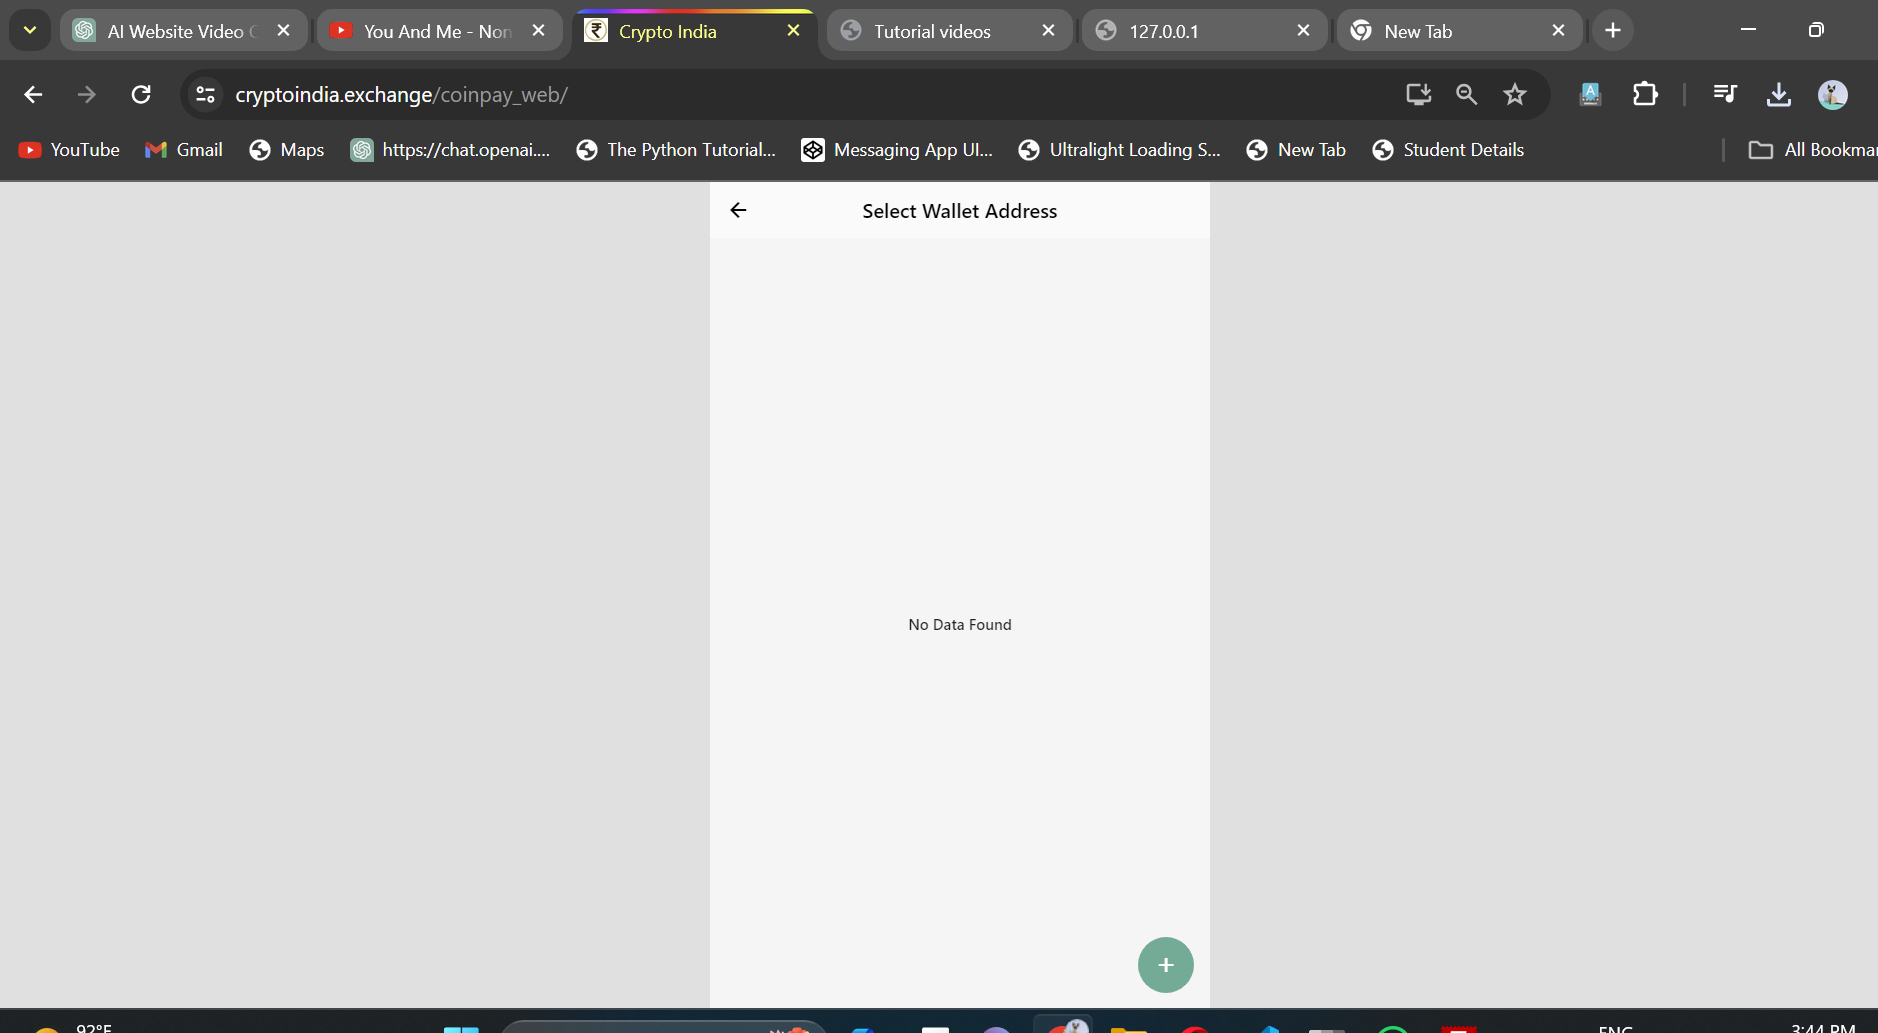 AI Website Video
You And Me - Non
Crypto India
Tutorial videos
127.0.0.1
New Tab
cryptoindia.exchange/coinpay_web/
YouTube
Gmail
Maps
https://chat.openai....
The Python Tutorial...
Messaging App UI...
Ultralight Loading S...
New Tab
Student Details
All Bookmar
Select Wallet Address
No Data Found
+
92°F
ENG
3:44 PM